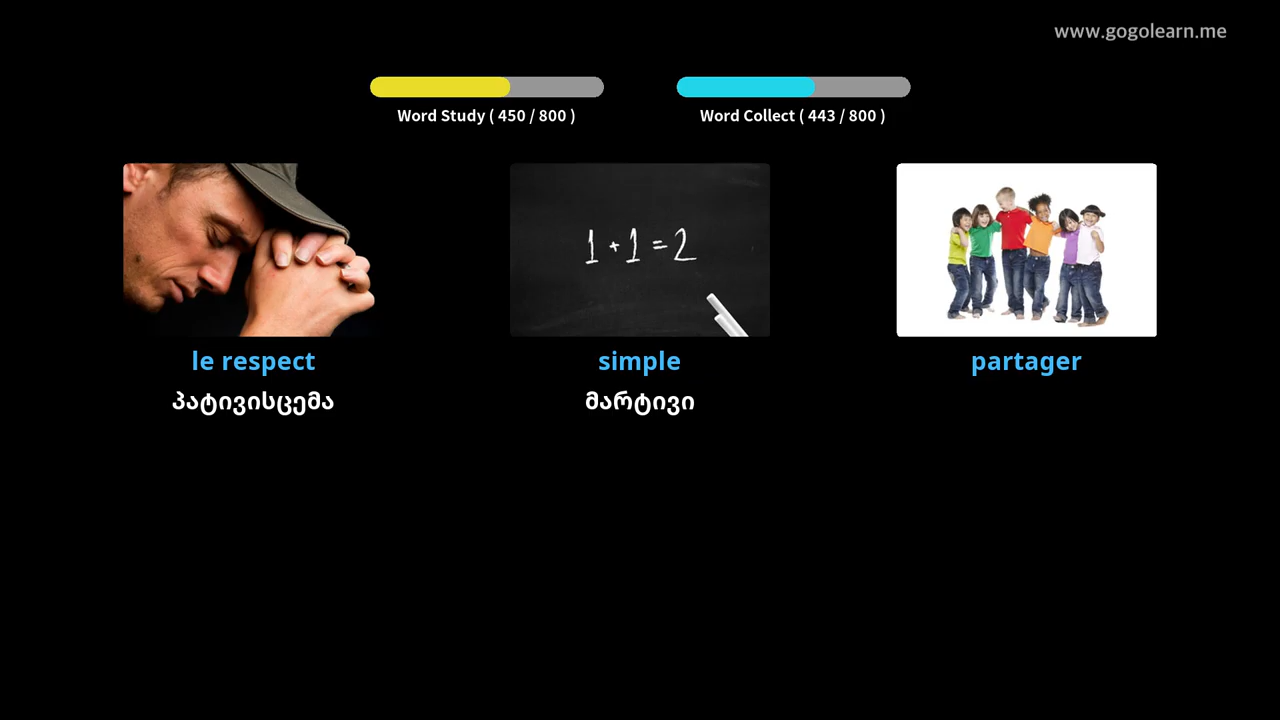 www.gogolearn.me
Word Study ( 450 / 800 )
Word Collect ( 443 / 800 )
1 + 1 = 2
le respect
simple
partager
პატივისცემა
მარტივი